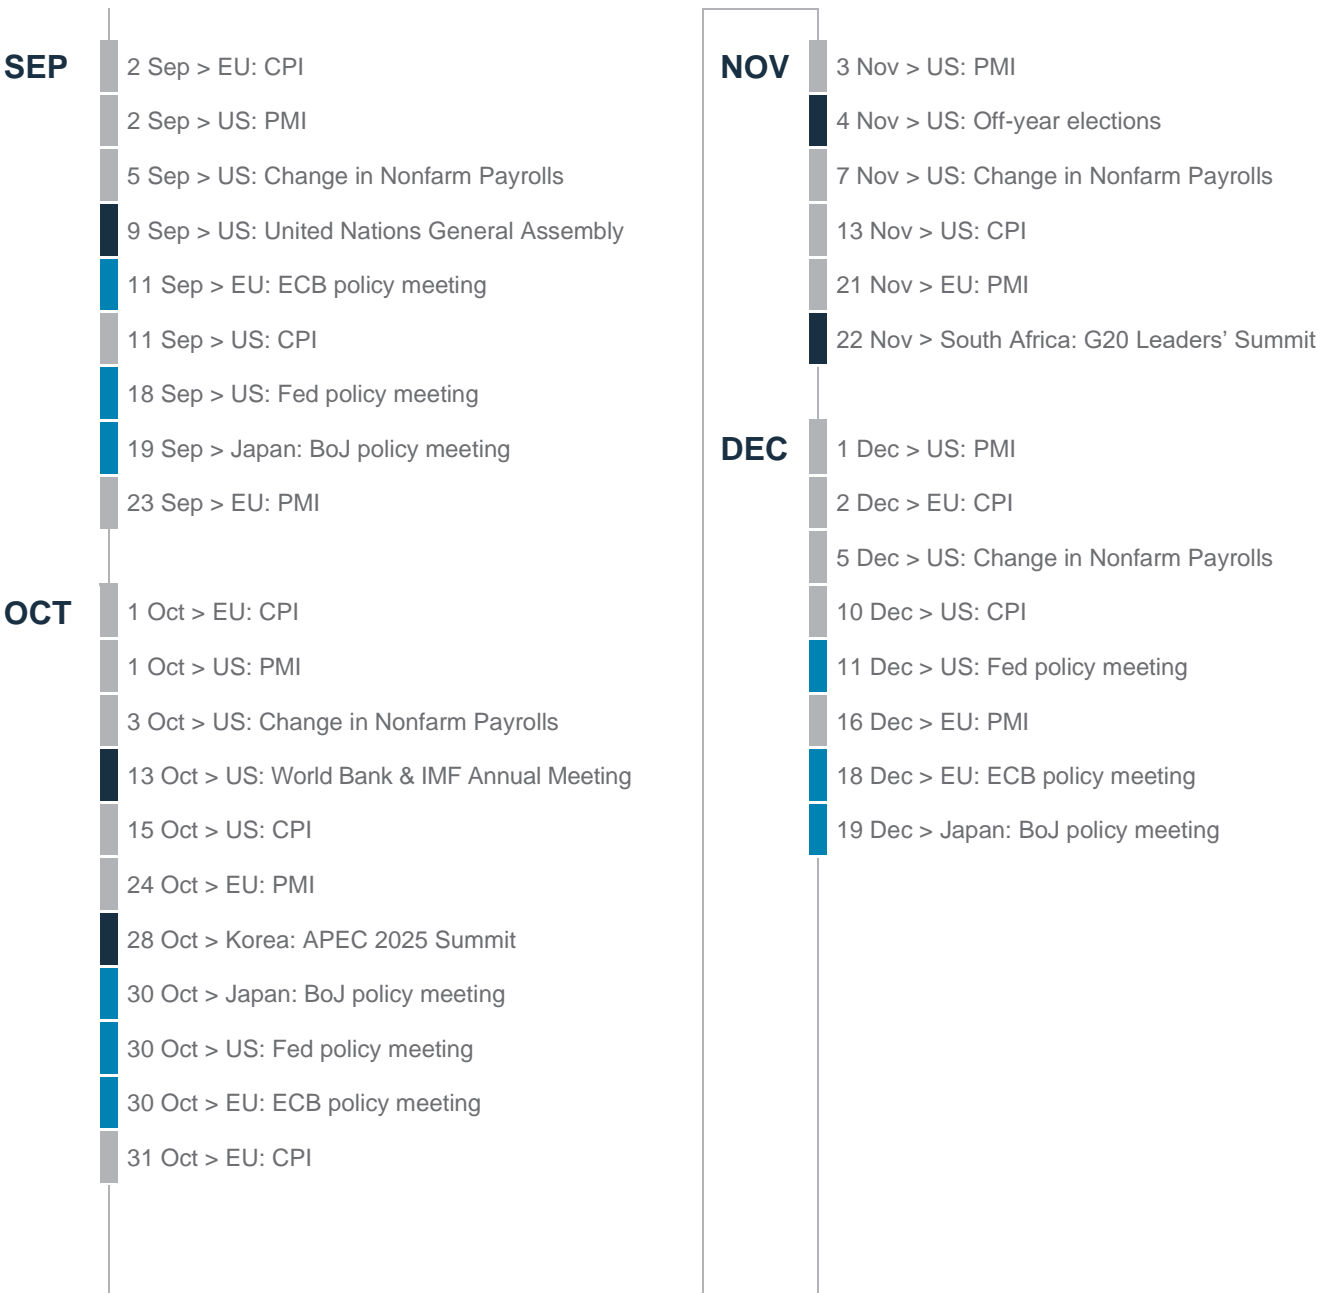 SEP
2 Sep > EU: CPI
2 Sep > US: PMI
5 Sep > US: Change in Nonfarm Payrolls
9 Sep > US: United Nations General Assembly
11 Sep > EU: ECB policy meeting
11 Sep > US: CPI
18 Sep > US: Fed policy meeting
19 Sep > Japan: BoJ policy meeting
23 Sep > EU: PMI
OCT
1 Oct > EU: CPI
1 Oct > US: PMI
3 Oct > US: Change in Nonfarm Payrolls
13 Oct > US: World Bank & IMF Annual Meeting
15 Oct > US: CPI
24 Oct > EU: PMI
28 Oct > Korea: APEC 2025 Summit
30 Oct > Japan: BoJ policy meeting
30 Oct > US: Fed policy meeting
30 Oct > EU: ECB policy meeting
31 Oct > EU: CPI
NOV
3 Nov > US: PMI
4 Nov > US: Off-year elections
7 Nov > US: Change in Nonfarm Payrolls
13 Nov > US: CPI
21 Nov > EU: PMI
22 Nov > South Africa: G20 Leaders’ Summit
DEC
1 Dec > US: PMI
2 Dec > EU: CPI
5 Dec > US: Change in Nonfarm Payrolls
10 Dec > US: CPI
11 Dec > US: Fed policy meeting
16 Dec > EU: PMI
18 Dec > EU: ECB policy meeting
19 Dec > Japan: BoJ policy meeting